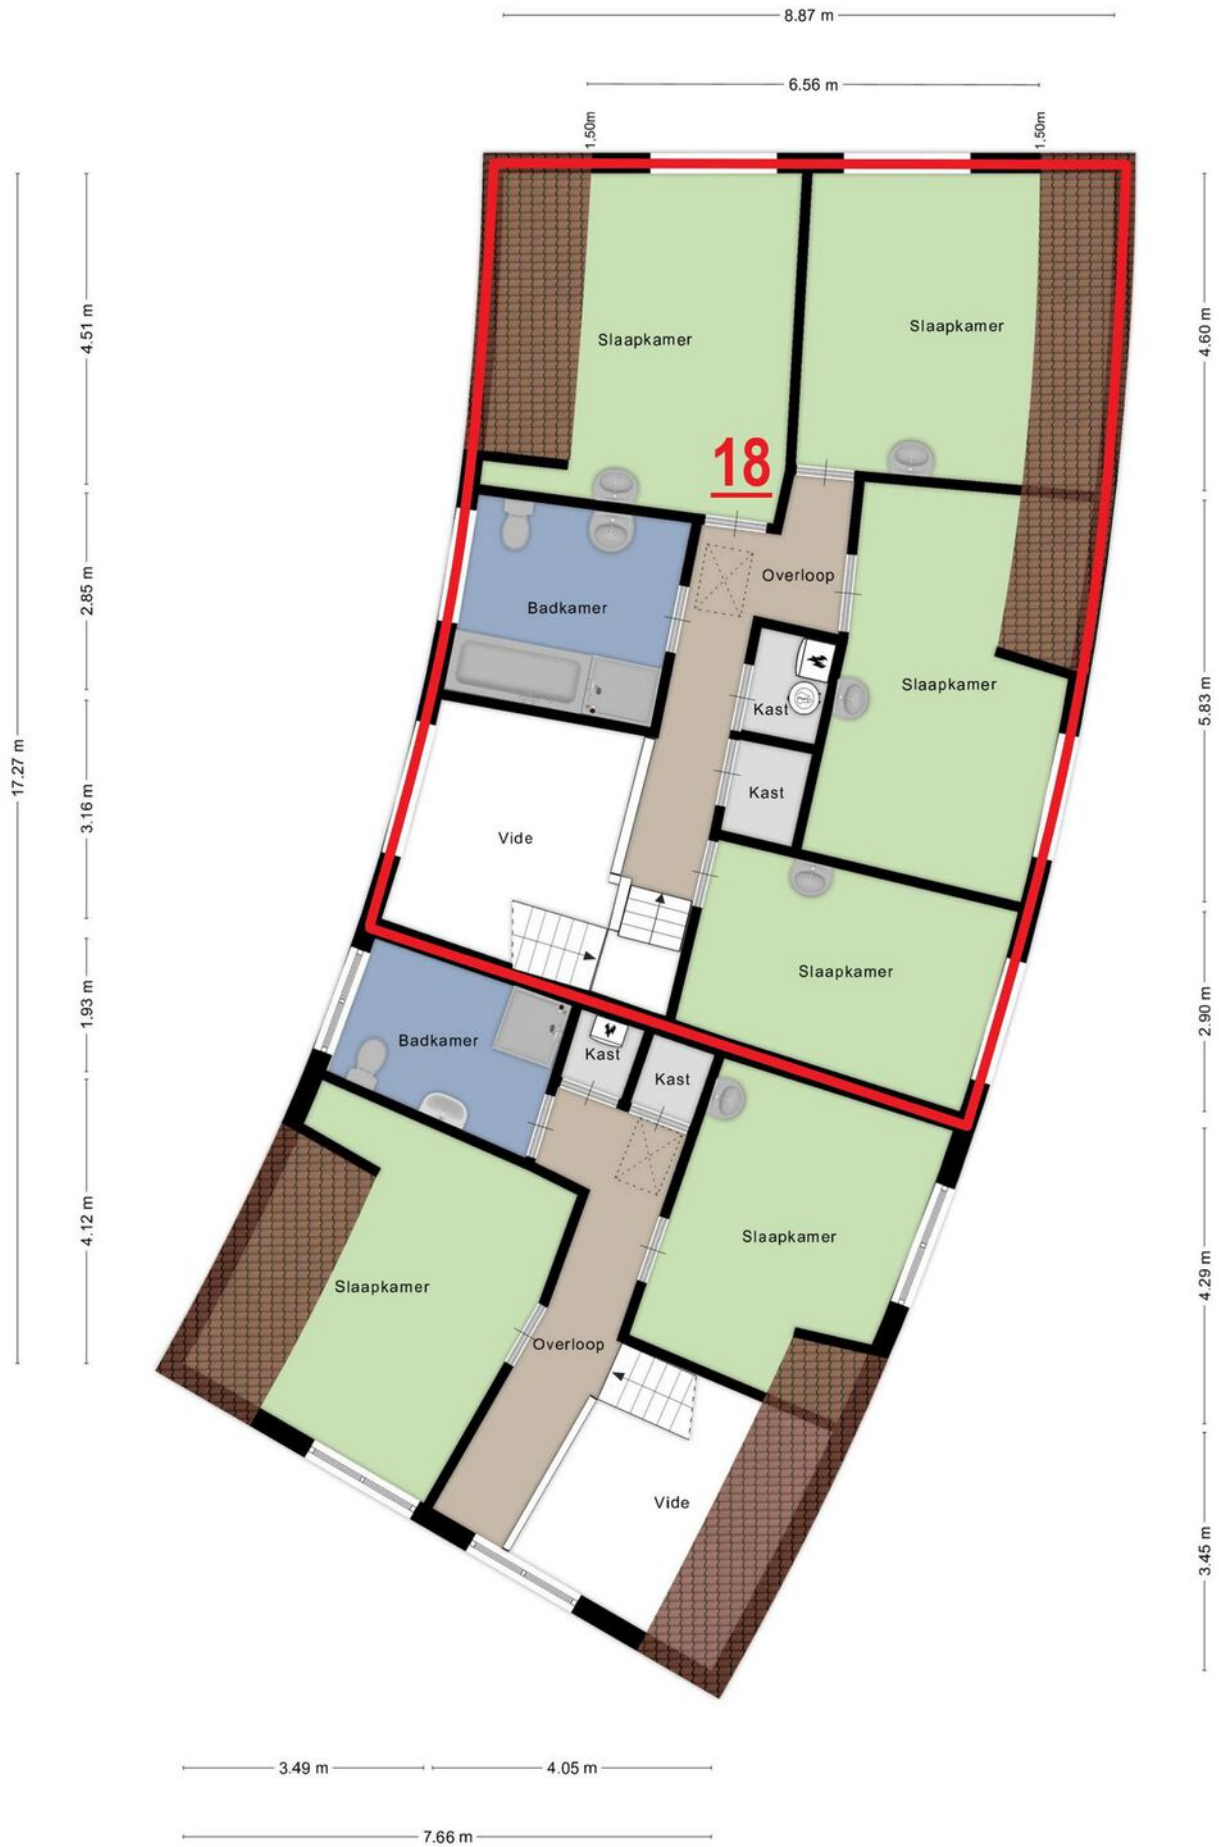 8.87 m
6.56 m
1.50m
1.50m
4.51 m
4.60 m
Slaapkamer
Slaapkamer
18
2.85 m
Overloop
Badkamer
Slaapkamer
5.83 m
Kast
17.27 m
3.16 m
Kast
Vide
Slaapkamer
1.93 m
2.90 m
Badkamer
Kast
Kast
4.12 m
Slaapkamer
4.29 m
Slaapkamer
Overloop
Vide
3.45 m
3.49 m
4.05 m
7.66 m